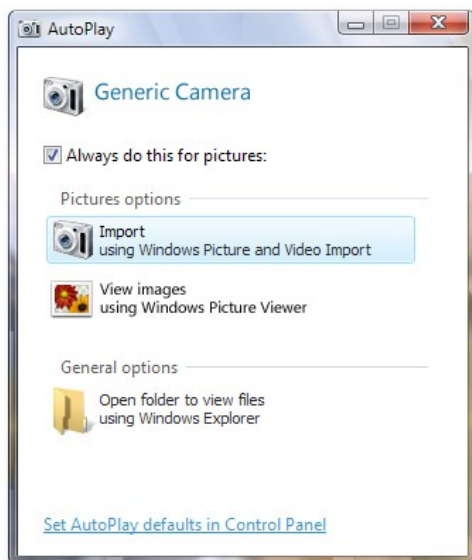 AutoPlay
Generic Camera
Always do this for pictures:
Pictures options
Import
using Windows Picture and Video Import
View images
using Windows Picture Viewer
General options
Open folder to view files
using Windows Explorer
Set AutoPlay defaults in Control Panel